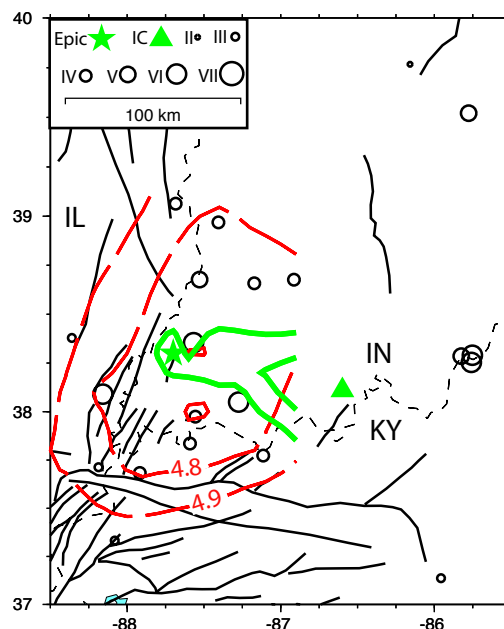 40
Epic IC II III
IV V VI VII
100 km
39
IL
IN
38
KY
4.8
4.9
37
-88 -87 -86